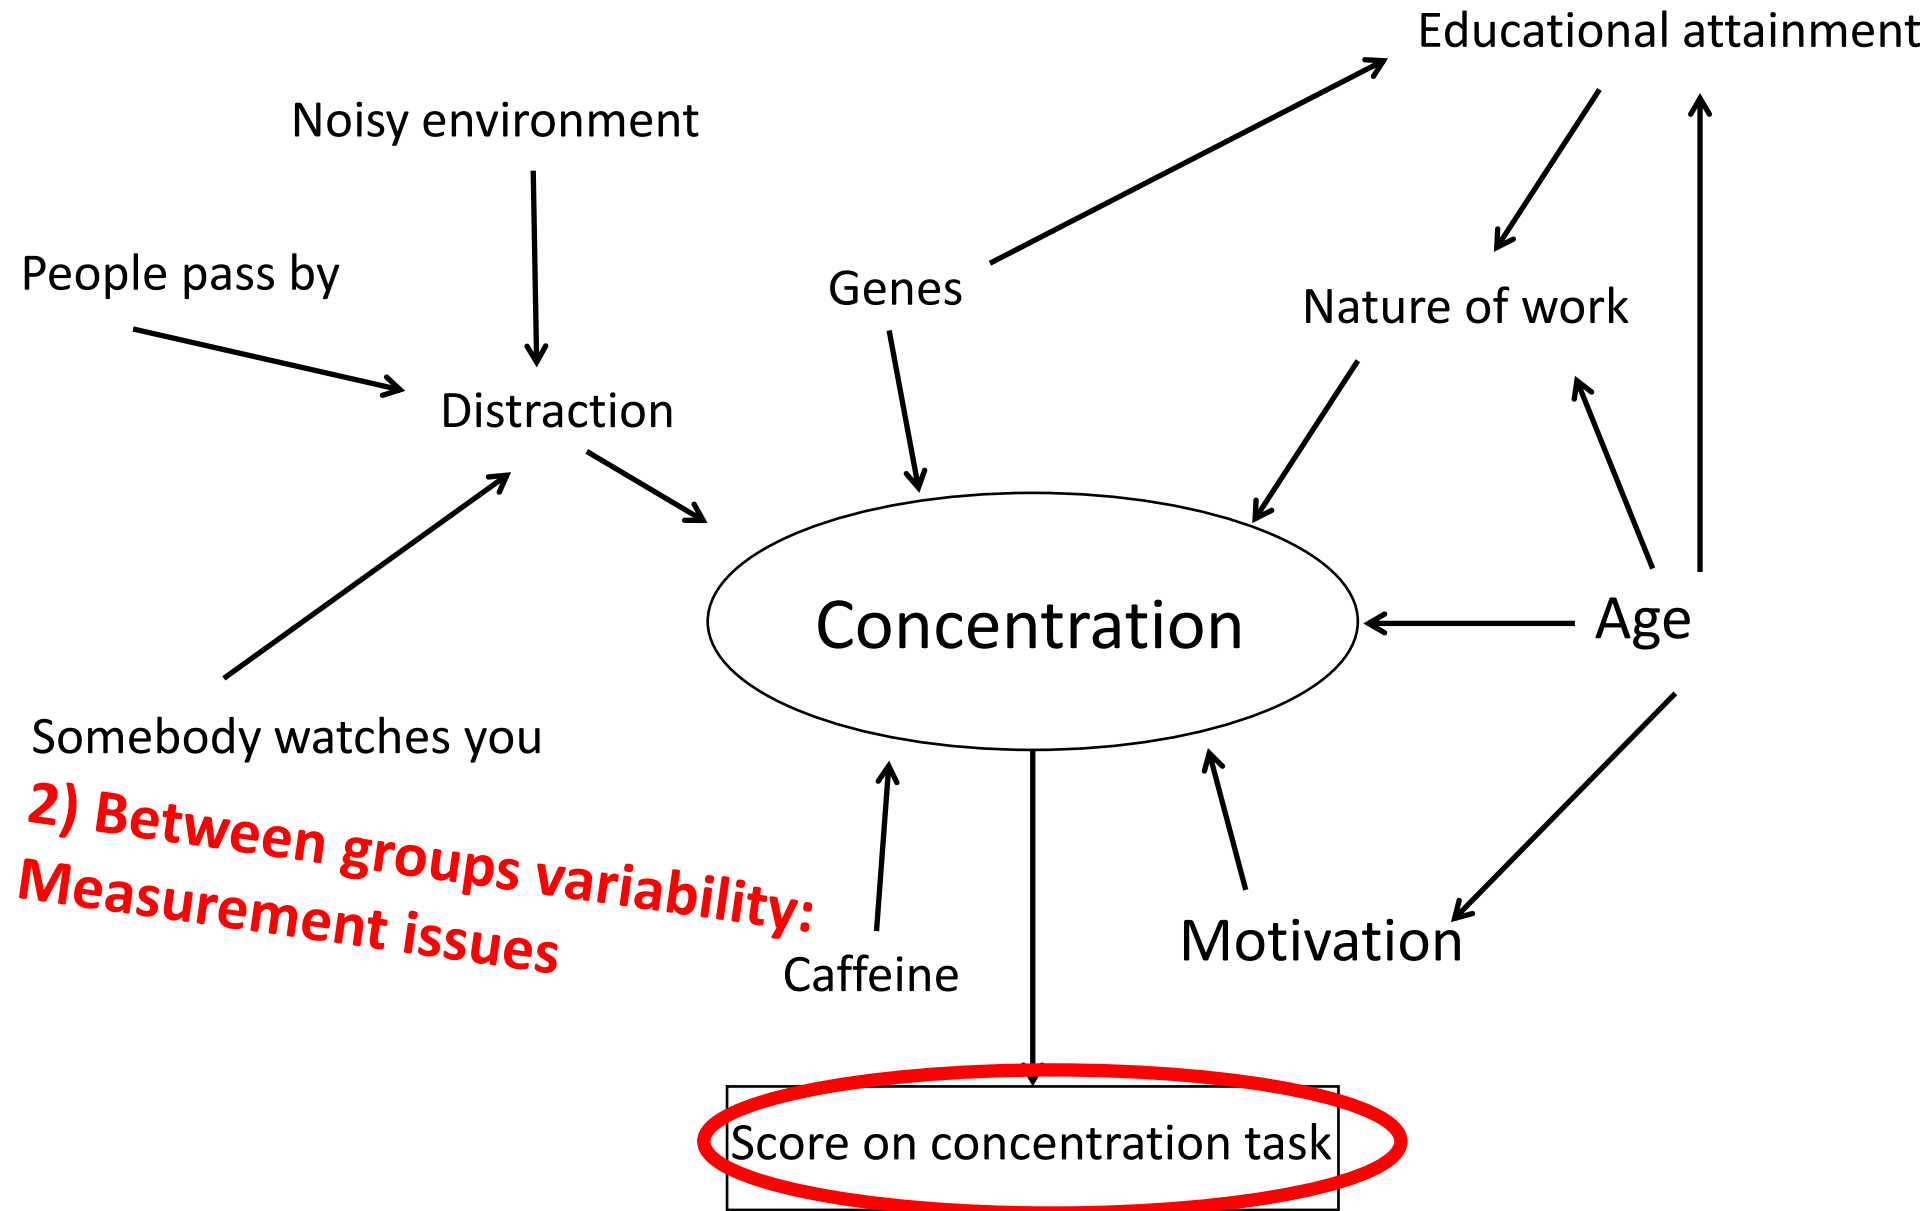 Educational attainment
Noisy environment
People pass by
Genes
Nature of work
Distraction
Concentration
Age
Somebody watches you
2) Between groups variability:
Measurement issues
Caffeine
Motivation
Score on concentration task